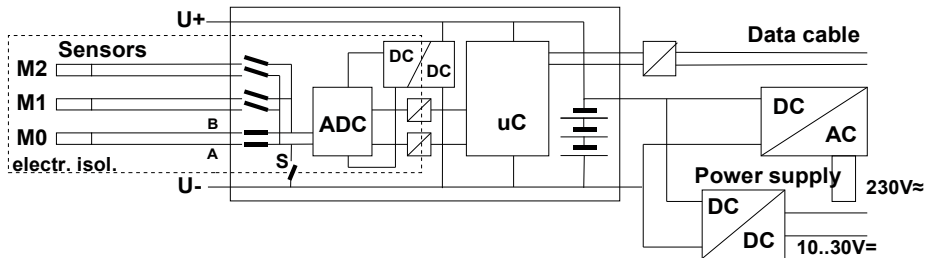 U+
Sensors
DC
DC
Data cable
M2
M1
B
M0
A
ADC
uC
DC
AC
electr. isol.
S
U-
Power supply
230V≈
DC
DC
10..30V=